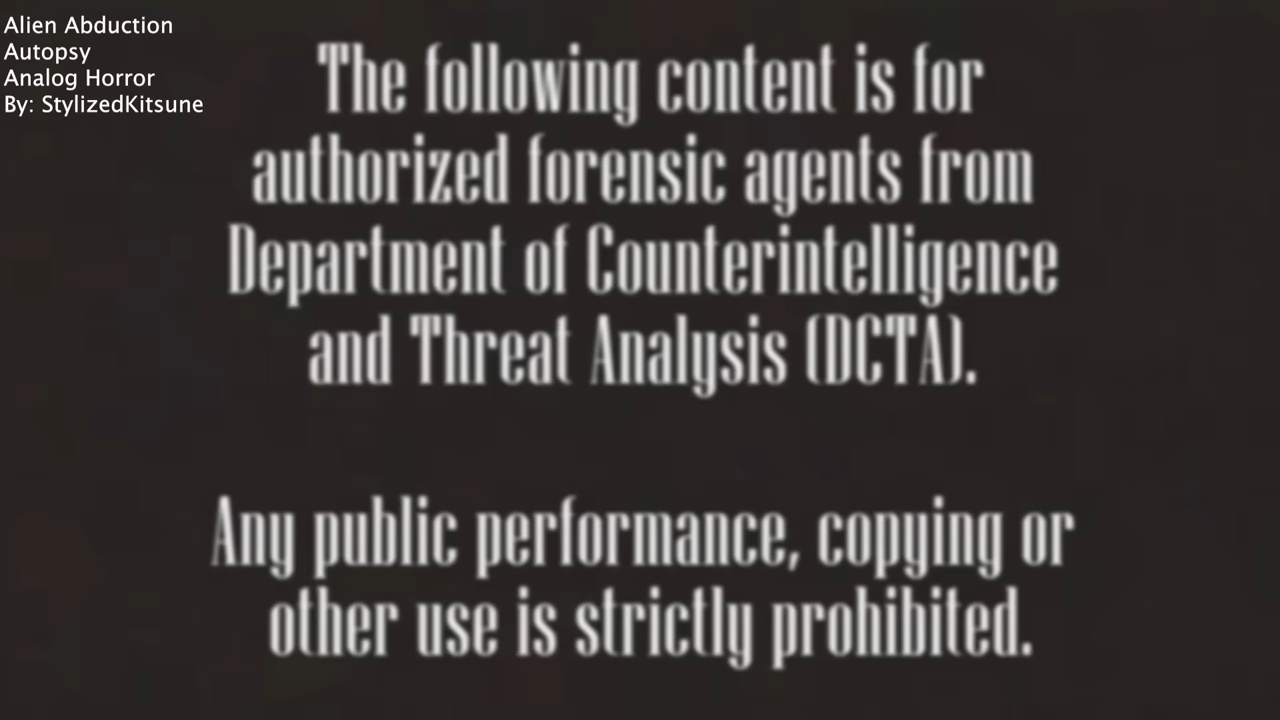 Alien Abduction
Autopsy
Analog Horror
By: StylizedKitsune
The following content is for
authorized forensic agents from
Department of Counterintelligence
and Threat Analysis (DCTA).
Any public performance, copying or
other use is strictly prohibited.